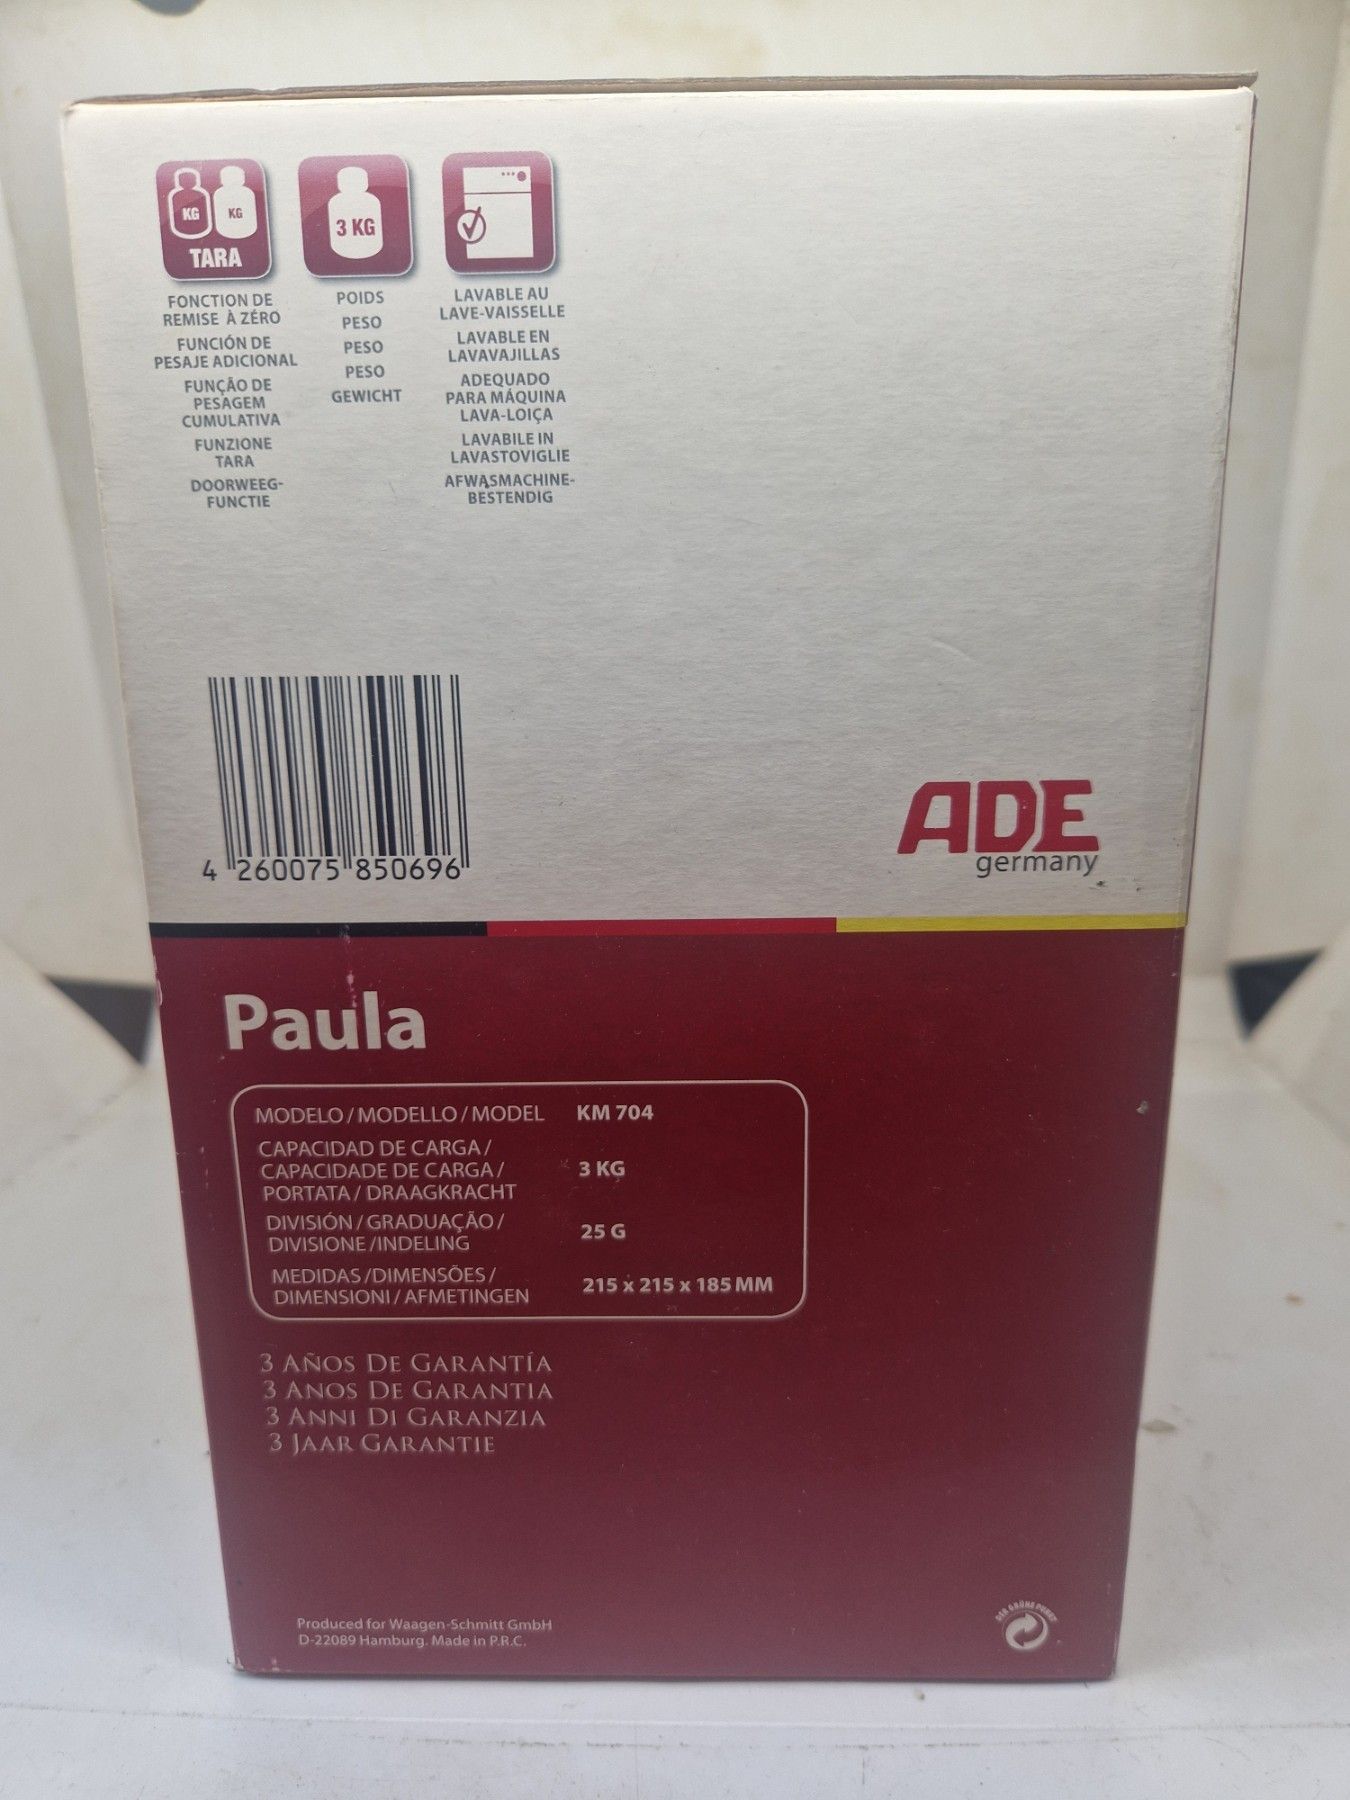 KG KG
TARA
3 KG
FONCTION DE
REMISE À ZÉRO
FUNCIÓN DE
PESAJE ADICIONAL
FUNÇÃO DE
PESAGEM
CUMULATIVA
FUNZIONE
TARA
DOORWEEG-
FUNCTIE
POIDS
PESO
PESO
PESO
GEWICHT
LAVABLE AU
LAVE-VAISSELLE
LAVABLE EN
LAVAVAJILLAS
ADEQUADO
PARA MÁQUINA
LAVA-LOIÇA
LAVABILE IN
LAVASTOVIGLIE
AFWASMACHINE-
BESTENDIG
4 260075 850696
ADE
germany
Paula
MODELO / MODELLO / MODEL KM 704
CAPACIDAD DE CARGA /
CAPACIDADE DE CARGA / 3 KG
PORTATA / DRAAGKRACHT
DIVISIÓN / GRADUAÇÃO / 25 G
DIVISIONE /INDELING
MEDIDAS /DIMENSÕES / 215 x 215 x 185 MM
DIMENSIONI / AFMETINGEN
3 AÑOS DE GARANTÍA
3 ANOS DE GARANTIA
3 ANNI DI GARANZIA
3 JAAR GARANTIE
Produced for Waagen-Schmitt GmbH
D-22089 Hamburg. Made in P.R.C.
DER GRÜNE PUNKT